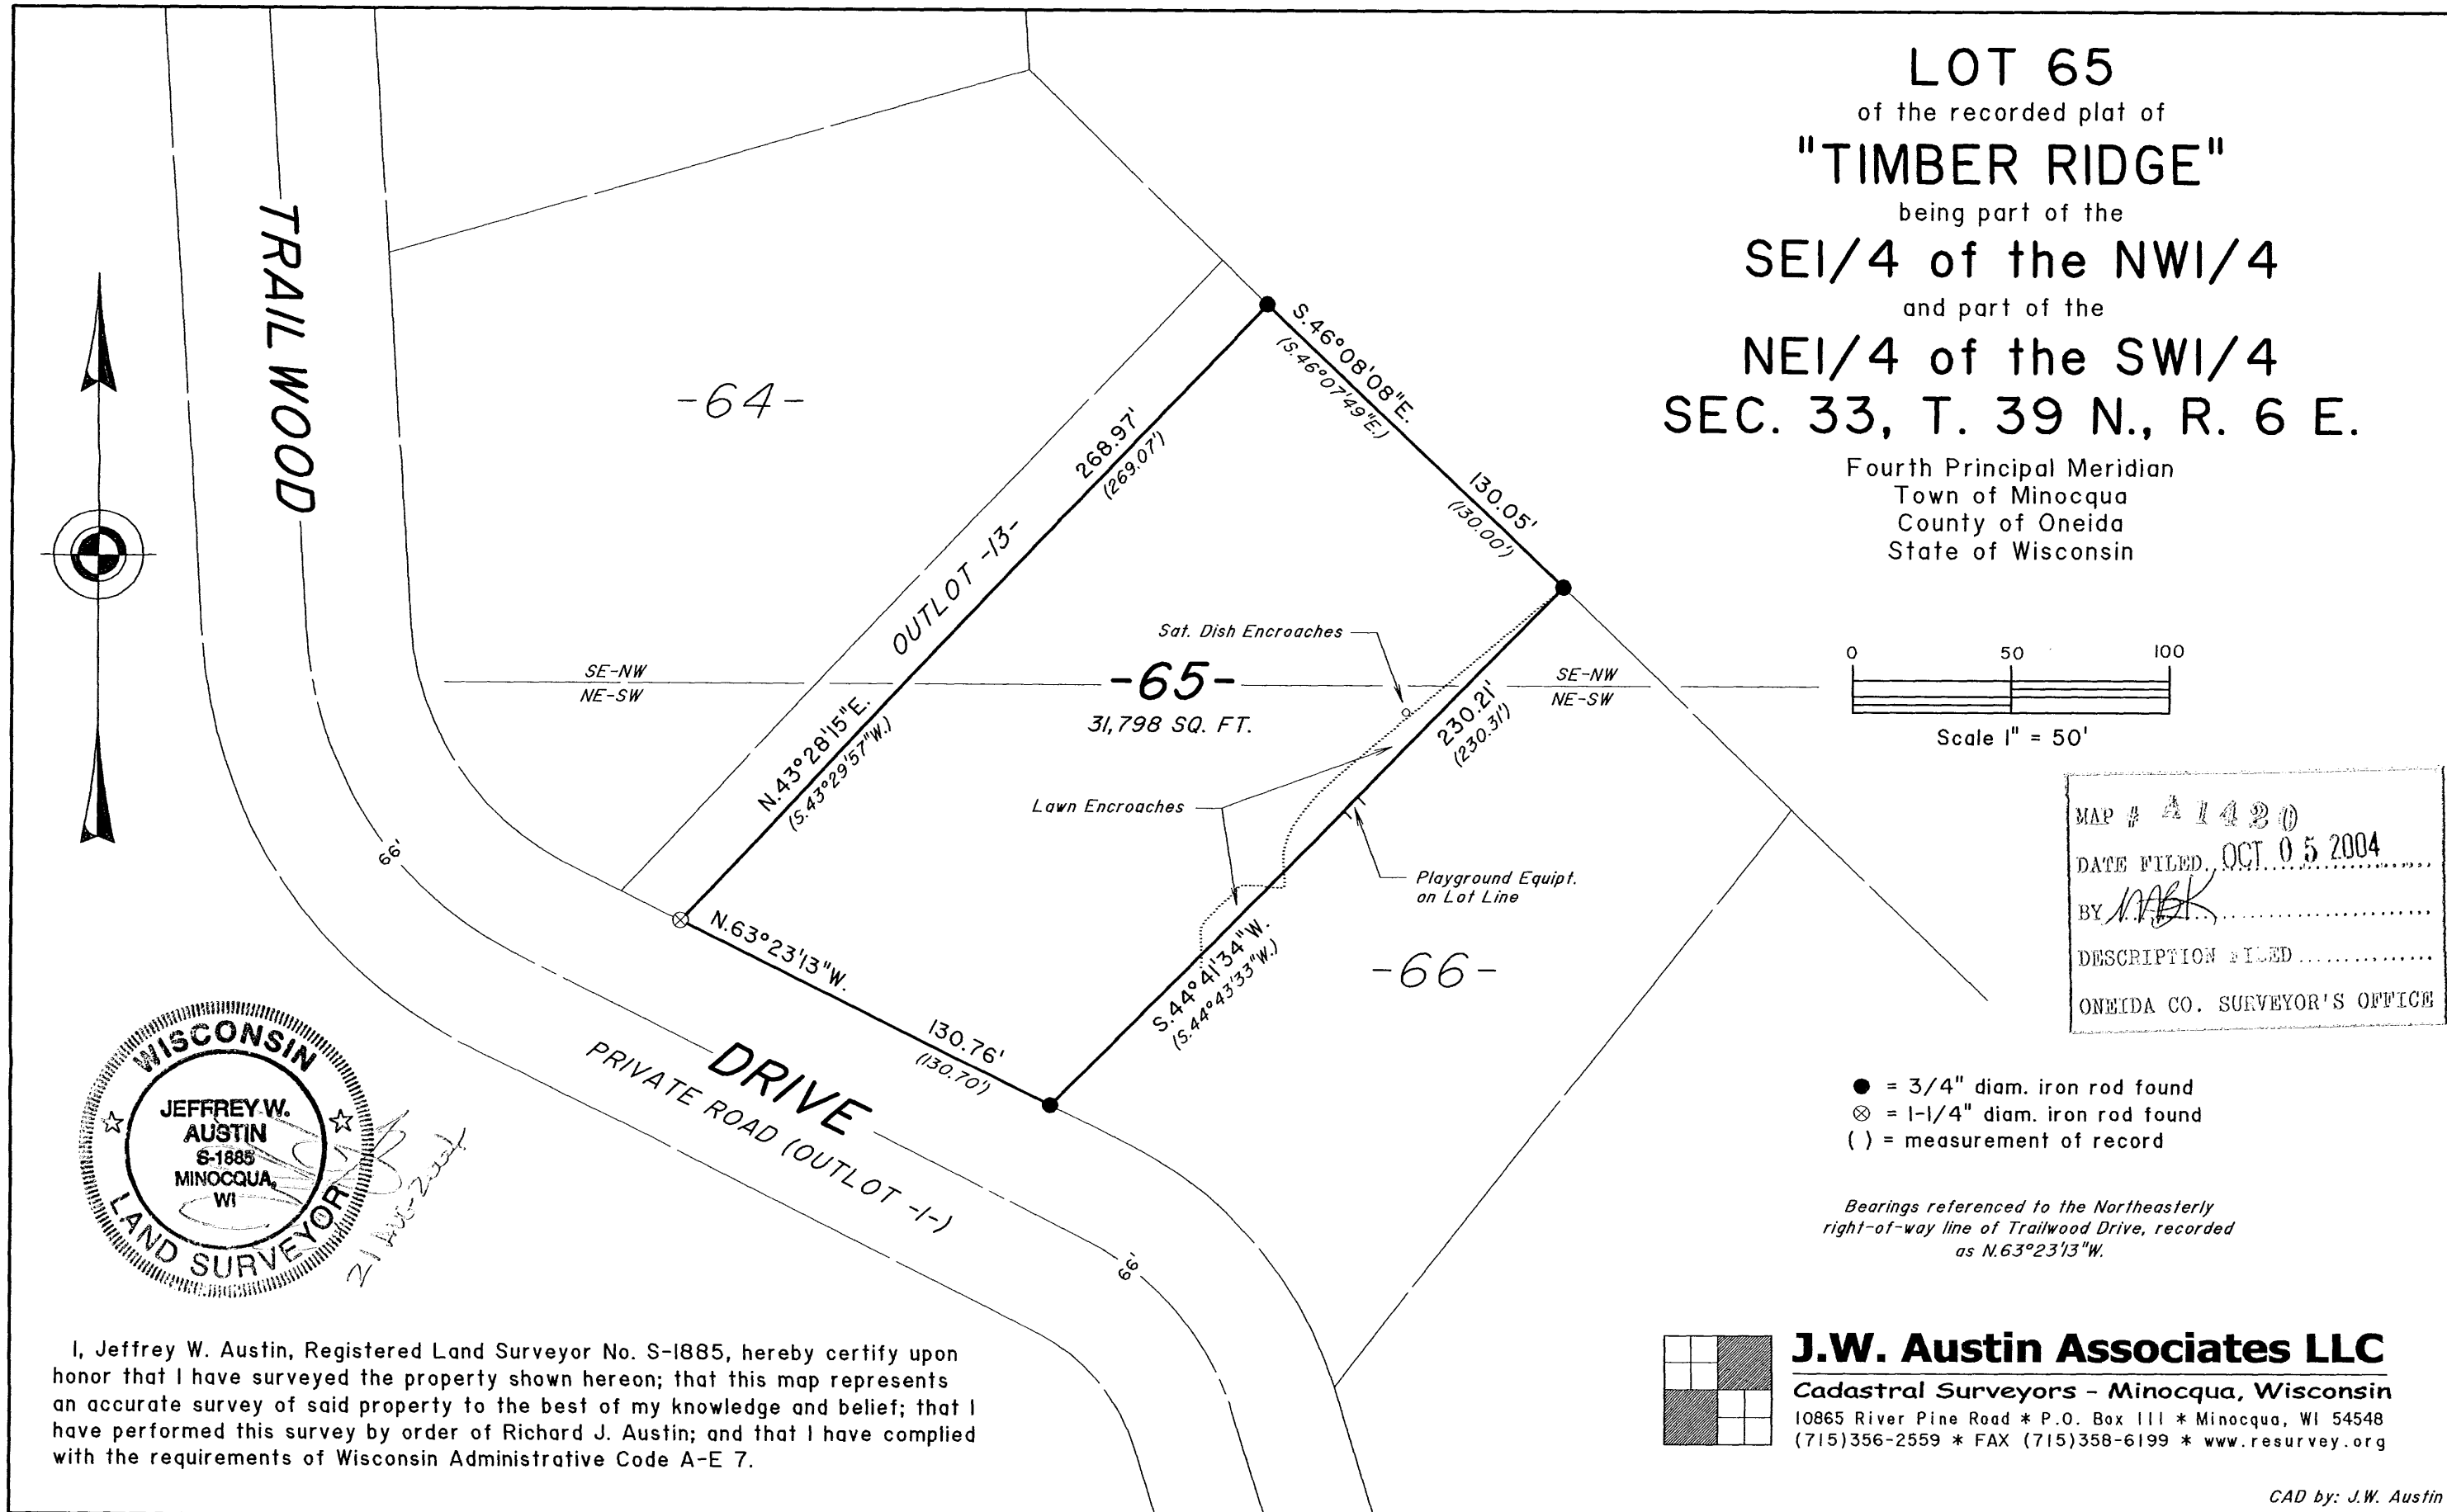 LOT 65
of the recorded plat of
"TIMBER RIDGE"
being part of the
SE1/4 of the NW1/4
and part of the
NE1/4 of the SW1/4
SEC. 33, T. 39 N., R. 6 E.
Fourth Principal Meridian
Town of Minocqua
County of Oneida
State of Wisconsin
0 50 100
Scale 1" = 50'
TRAILWOOD
-64-
OUTLOT -13-
268.97'
(269.07')
N.43°28'15"E.
(S.43°29'57"W.)
S.46°08'08"E.
(S.46°07'49"E.)
130.05'
(130.00')
SE-NW
NE-SW
-65-
31,798 SQ. FT.
Sat. Dish Encroaches
SE-NW
NE-SW
230.21'
(230.31')
Lawn Encroaches
Playground Equipt.
on Lot Line
S.44°41'34"W.
(S.44°43'33"W.)
-66-
66'
N.63°23'13"W.
130.76'
(130.70')
DRIVE
PRIVATE ROAD (OUTLOT -1-)
66'
MAP # A1420
DATE FILED OCT 05 2004
BY
DESCRIPTION FILED
ONEIDA CO. SURVEYOR'S OFFICE
● = 3/4" diam. iron rod found
⊗ = 1-1/4" diam. iron rod found
( ) = measurement of record
Bearings referenced to the Northeasterly
right-of-way line of Trailwood Drive, recorded
as N.63°23'13"W.
WISCONSIN
JEFFREY W.
AUSTIN
S-1885
MINOCQUA,
WI
LAND SURVEYOR
I, Jeffrey W. Austin, Registered Land Surveyor No. S-1885, hereby certify upon
honor that I have surveyed the property shown hereon; that this map represents
an accurate survey of said property to the best of my knowledge and belief; that I
have performed this survey by order of Richard J. Austin; and that I have complied
with the requirements of Wisconsin Administrative Code A-E 7.
J.W. Austin Associates LLC
Cadastral Surveyors - Minocqua, Wisconsin
10865 River Pine Road * P.O. Box 111 * Minocqua, WI 54548
(715)356-2559 * FAX (715)358-6199 * www.resurvey.org
CAD by: J.W. Austin